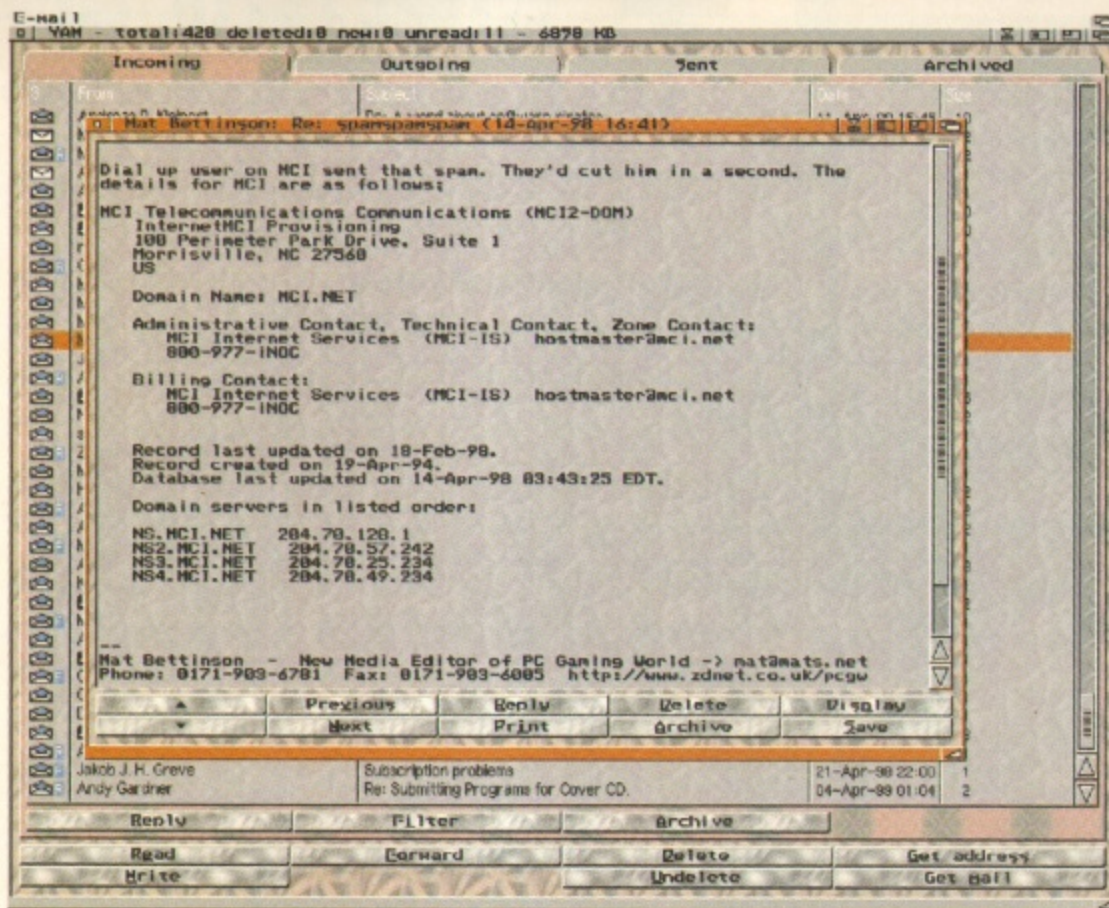 E-mail
YAM - total:428 deleted:0 new:0 unread:11 - 6878 KB
Incoming Outgoing Sent Archived
From Subject Date Size
Mat Bettinson: Re: spamspamspam (14-Apr-98 16:41)
Dial up user on MCI sent that spam. They'd cut him in a second. The
details for MCI are as follows:
MCI Telecommunications Communications (MCI2-DOM)
InternetMCI Provisioning
100 Perimeter Park Drive, Suite 1
Morrisville, NC 27560
US
Domain Name: MCI.NET
Administrative Contact, Technical Contact, Zone Contact:
MCI Internet Services (MCI-IS) hostmaster@mci.net
800-977-INOC
Billing Contact:
MCI Internet Services (MCI-IS) hostmaster@mci.net
800-977-INOC
Record last updated on 18-Feb-98.
Record created on 19-Apr-94.
Database last updated on 14-Apr-98 03:43:25 EDT.
Domain servers in listed order:
NS.MCI.NET 204.70.128.1
NS2.MCI.NET 204.70.57.242
NS3.MCI.NET 204.70.25.234
NS4.MCI.NET 204.70.49.234
--
Mat Bettinson - New Media Editor of PC Gaming World -> mat@mats.net
Phone: 0171-903-6781 Fax: 0171-903-6005 http://www.zdnet.co.uk/pcgw
Previous Reply Delete Display
Next Print Archive Save
Jakob J. H. Greve Subscription problems 21-Apr-98 22:00 1
Andy Gardner Re: Submitting Programs for Cover CD. 04-Apr-99 01:04 2
Reply Filter Archive
Read Forward Delete Get address
Write Undelete Get mail